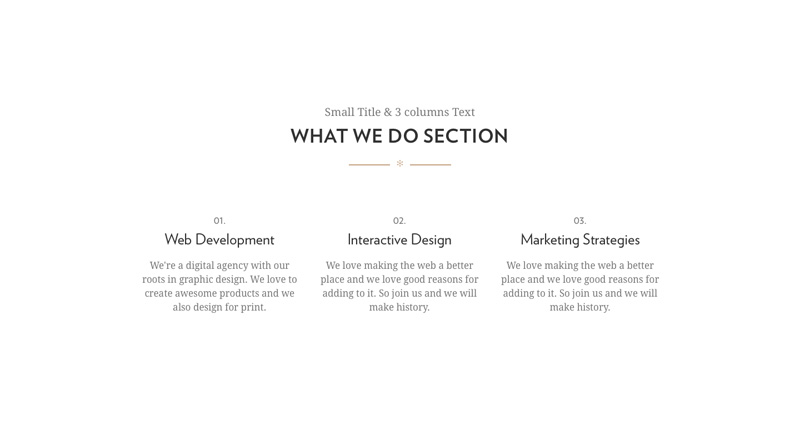 Small Title & 3 columns Text
WHAT WE DO SECTION
01.
Web Development
We're a digital agency with our
roots in graphic design. We love to
create awesome products and we
also design for print.
02.
Interactive Design
We love making the web a better
place and we love good reasons for
adding to it. So join us and we will
make history.
03.
Marketing Strategies
We love making the web a better
place and we love good reasons for
adding to it. So join us and we will
make history.